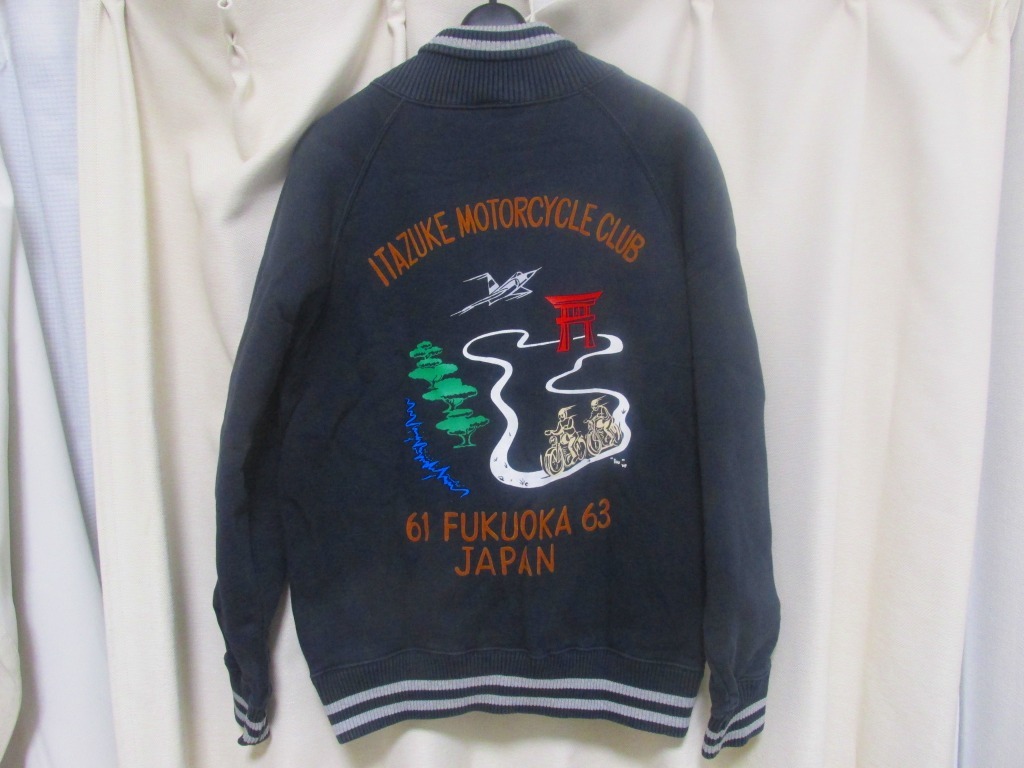 ITAZUKE MOTORCYCLE CLUB
61 FUKUOKA 63
JAPAN